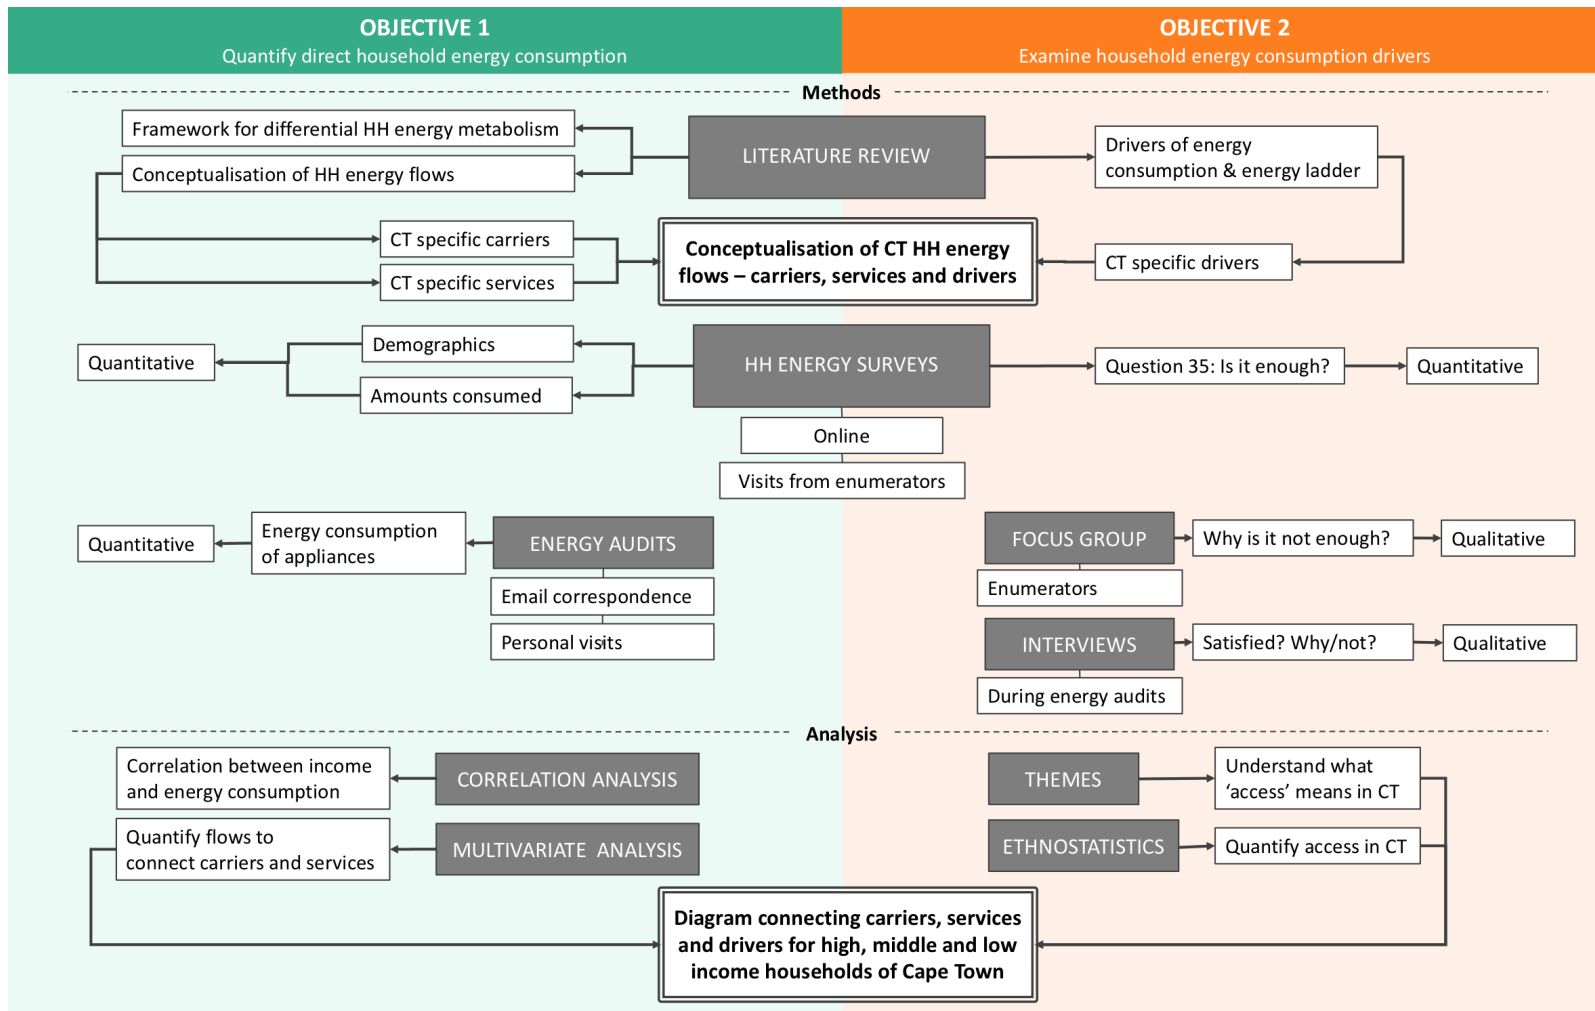 OBJECTIVE 1
Quantify direct household energy consumption
OBJECTIVE 2
Examine household energy consumption drivers
Methods
Framework for differential HH energy metabolism
Conceptualisation of HH energy flows
LITERATURE REVIEW
Drivers of energy
consumption & energy ladder
CT specific carriers
CT specific services
Conceptualisation of CT HH energy
flows – carriers, services and drivers
CT specific drivers
Quantitative
Demographics
Amounts consumed
HH ENERGY SURVEYS
Question 35: Is it enough?
Quantitative
Online
Visits from enumerators
Quantitative
Energy consumption
of appliances
ENERGY AUDITS
Email correspondence
Personal visits
FOCUS GROUP
Why is it not enough?
Qualitative
Enumerators
INTERVIEWS
Satisfied? Why/not?
Qualitative
During energy audits
Analysis
Correlation between income
and energy consumption
CORRELATION ANALYSIS
Quantify flows to
connect carriers and services
MULTIVARIATE ANALYSIS
THEMES
Understand what
‘access’ means in CT
ETHNOSTATISTICS
Quantify access in CT
Diagram connecting carriers, services
and drivers for high, middle and low
income households of Cape Town